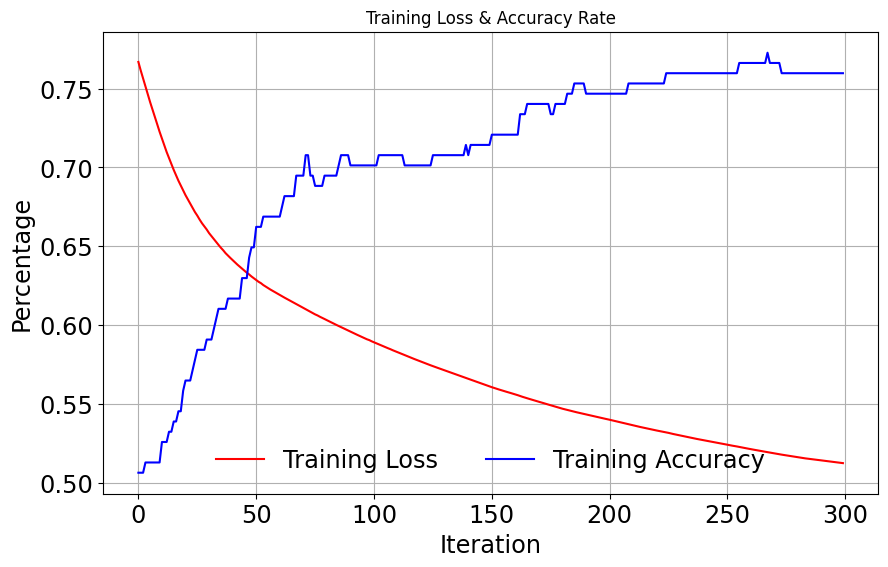 Training Loss & Accuracy Rate
Percentage
0.75
0.70
0.65
0.60
0.55
0.50
Training Loss
Training Accuracy
0 50 100 150 200 250 300
Iteration